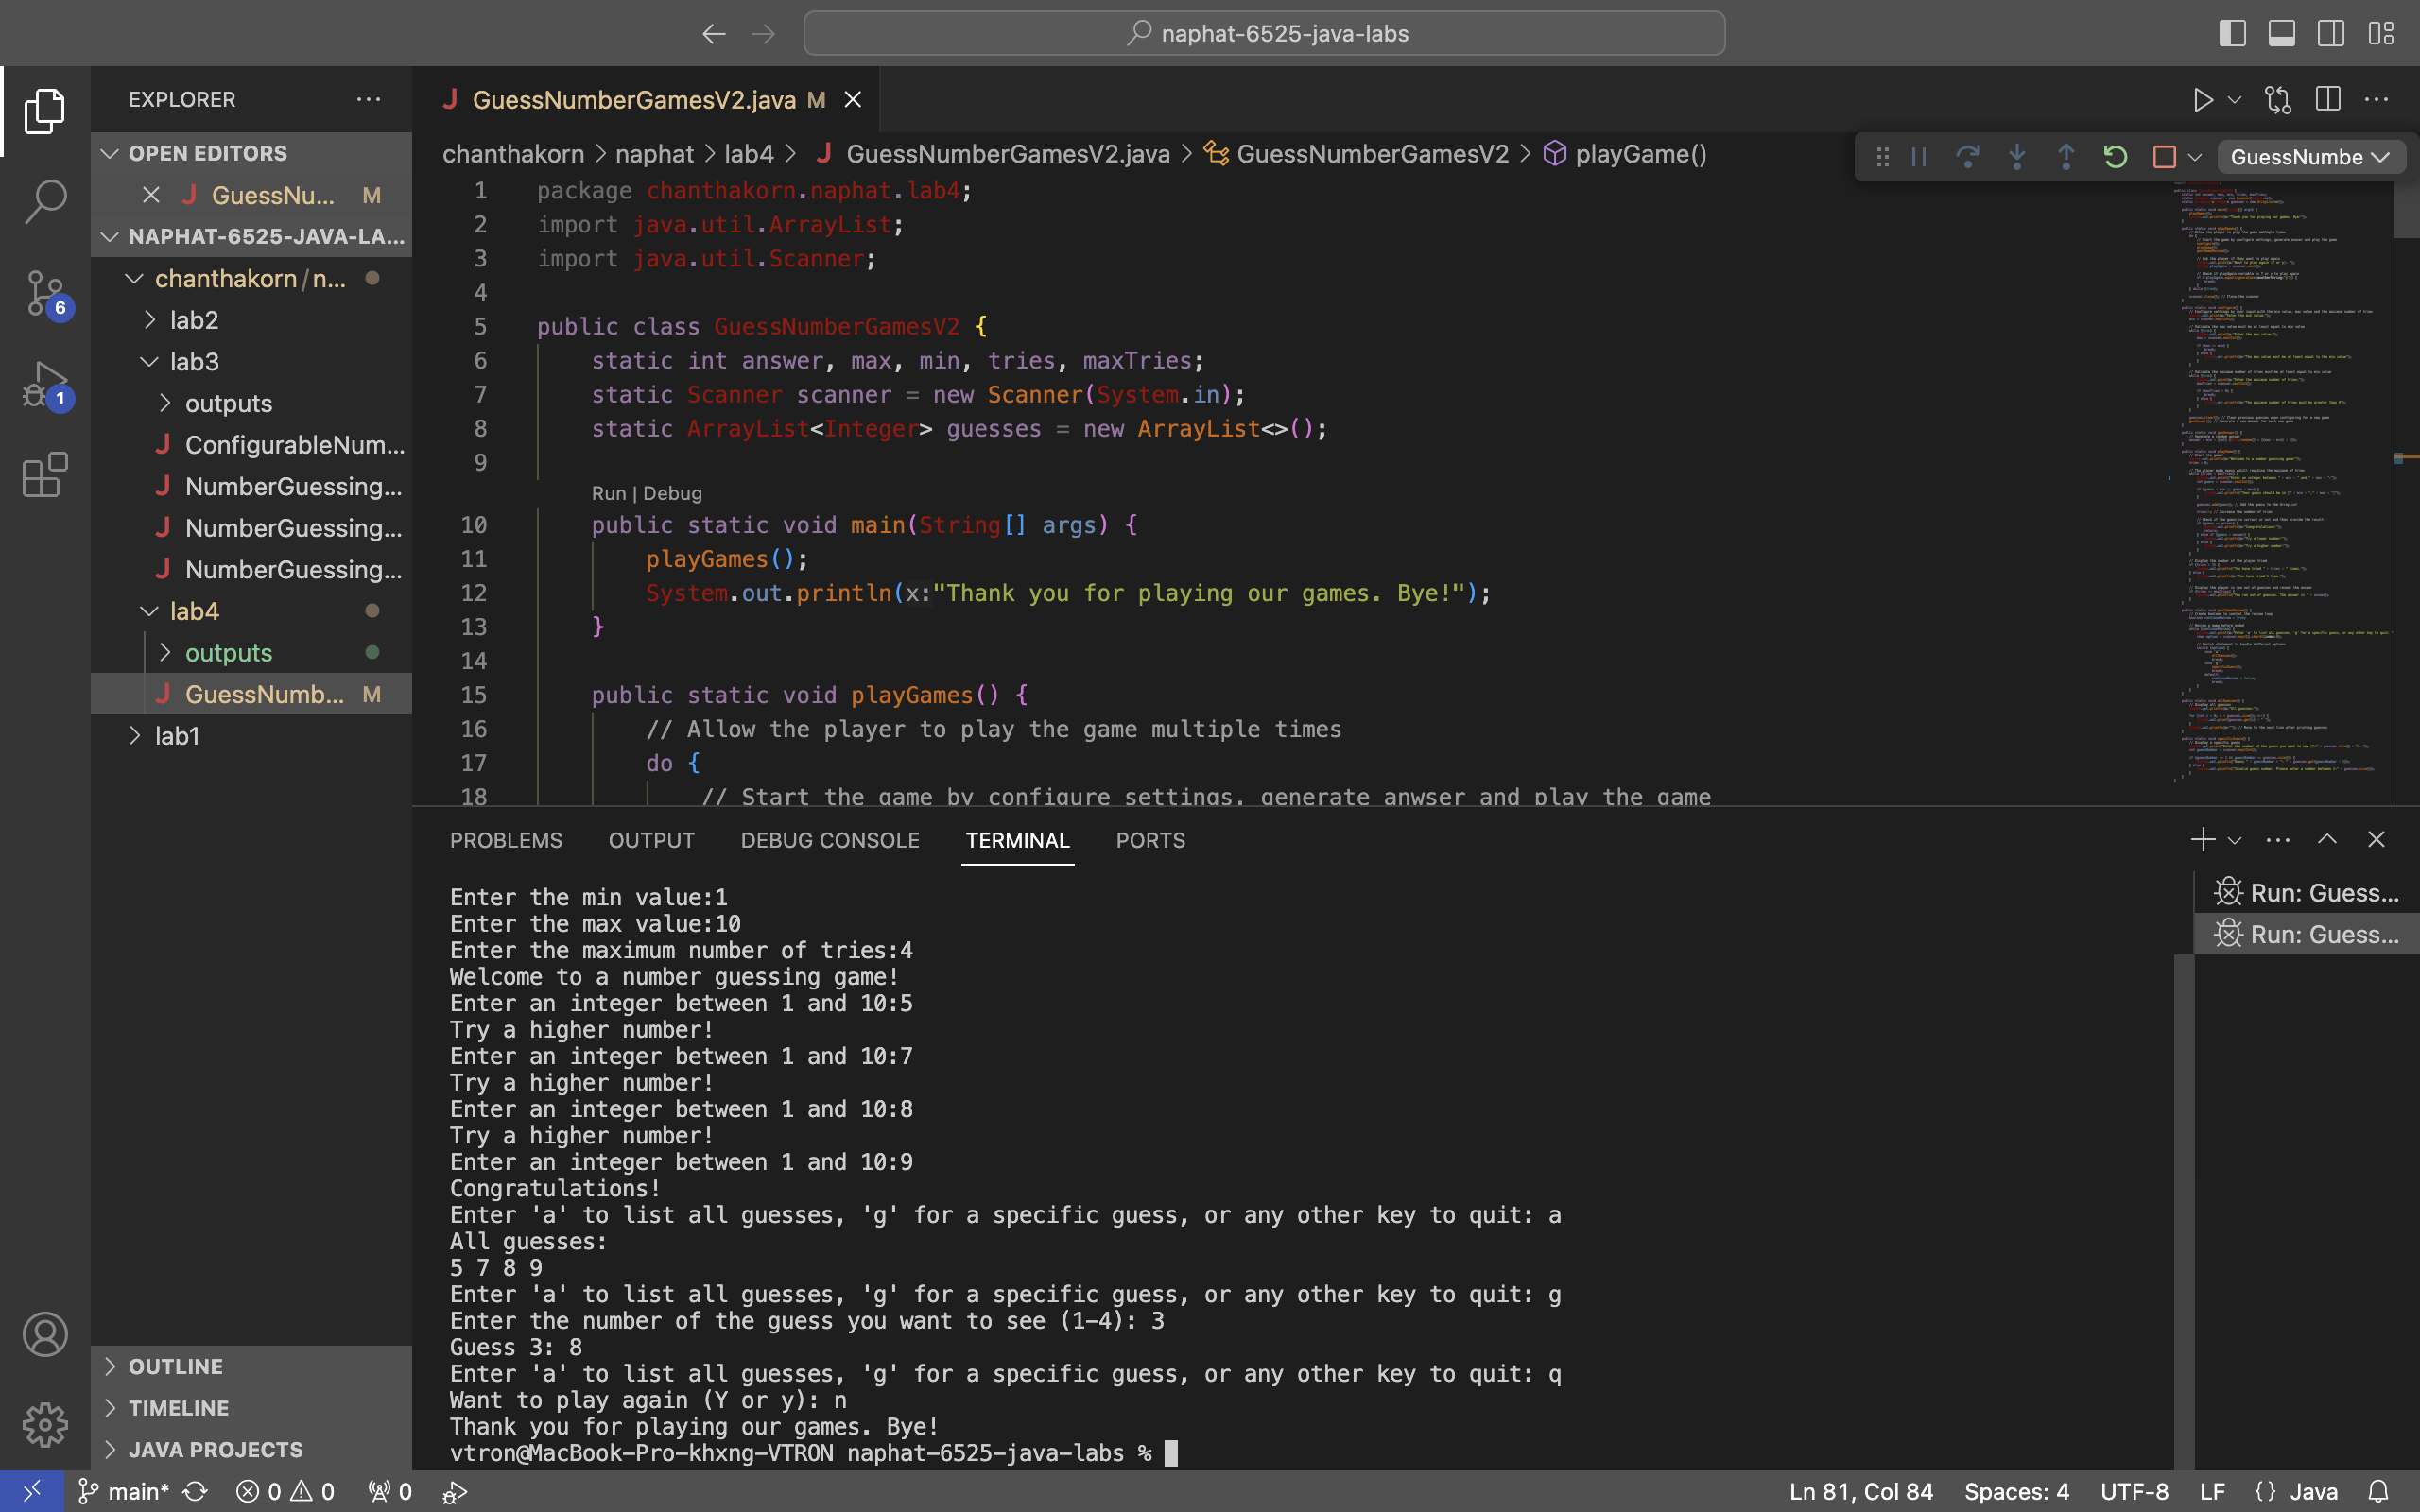 naphat-6525-java-labs
EXPLORER
GuessNumberGamesV2.java M
OPEN EDITORS
GuessNu... M
NAPHAT-6525-JAVA-LA...
chanthakorn/n...
lab2
lab3
outputs
ConfigurableNum...
NumberGuessing...
NumberGuessing...
NumberGuessing...
lab4
outputs
GuessNumb... M
lab1
6
1
OUTLINE
TIMELINE
JAVA PROJECTS
chanthakorn > naphat > lab4 > GuessNumberGamesV2.java > GuessNumberGamesV2 > playGame()
GuessNumbe
1 package chanthakorn.naphat.lab4;
2 import java.util.ArrayList;
3 import java.util.Scanner;
4
5 public class GuessNumberGamesV2 {
6 static int answer, max, min, tries, maxTries;
7 static Scanner scanner = new Scanner(System.in);
8 static ArrayList<Integer> guesses = new ArrayList<>();
9
Run | Debug
10 public static void main(String[] args) {
11 playGames();
12 System.out.println(x:"Thank you for playing our games. Bye!");
13 }
14
15 public static void playGames() {
16 // Allow the player to play the game multiple times
17 do {
18 // Start the game by configure settings, generate anwser and play the game
PROBLEMS OUTPUT DEBUG CONSOLE TERMINAL PORTS
Enter the min value:1
Enter the max value:10
Enter the maximum number of tries:4
Welcome to a number guessing game!
Enter an integer between 1 and 10:5
Try a higher number!
Enter an integer between 1 and 10:7
Try a higher number!
Enter an integer between 1 and 10:8
Try a higher number!
Enter an integer between 1 and 10:9
Congratulations!
Enter 'a' to list all guesses, 'g' for a specific guess, or any other key to quit: a
All guesses:
5 7 8 9
Enter 'a' to list all guesses, 'g' for a specific guess, or any other key to quit: g
Enter the number of the guess you want to see (1-4): 3
Guess 3: 8
Enter 'a' to list all guesses, 'g' for a specific guess, or any other key to quit: q
Want to play again (Y or y): n
Thank you for playing our games. Bye!
vtron@MacBook-Pro-khxng-VTRON naphat-6525-java-labs %
Run: Guess...
Run: Guess...
main* 0 0 0
Ln 81, Col 84 Spaces: 4 UTF-8 LF {} Java